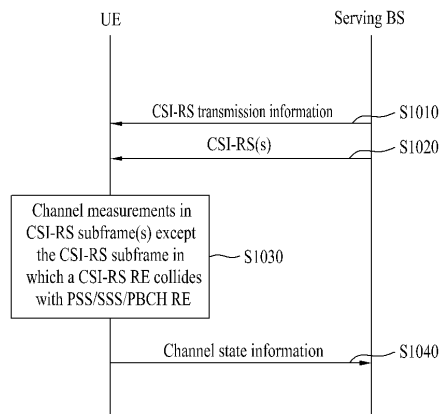 UE
Serving BS
CSI-RS transmission information
S1010
CSI-RS(s)
S1020
Channel measurements in
CSI-RS subframe(s) except
the CSI-RS subframe in
which a CSI-RS RE collides
with PSS/SSS/PBCH RE
S1030
Channel state information
S1040